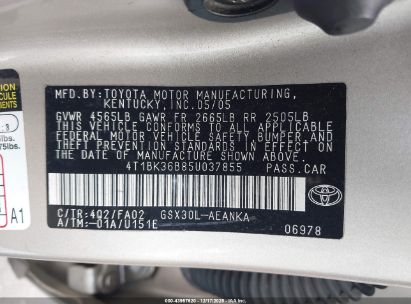 MFD.BY: TOYOTA MOTOR MANUFACTURING,
KENTUCKY, INC. 05/05
GVWR 4565LB GAWR FR 2665LB RR 2505LB
THIS VEHICLE CONFORMS TO ALL APPLICABLE
FEDERAL MOTOR VEHICLE SAFETY, BUMPER, AND
THEFT PREVENTION STANDARDS IN EFFECT ON
THE DATE OF MANUFACTURE SHOWN ABOVE.
4T1BK36B85U037855 PASS.CAR
C/TR: 4Q2/FA02 GSX30L-AEANKA
A/TM: -01A/U151E
TOYOTA
06978
A1